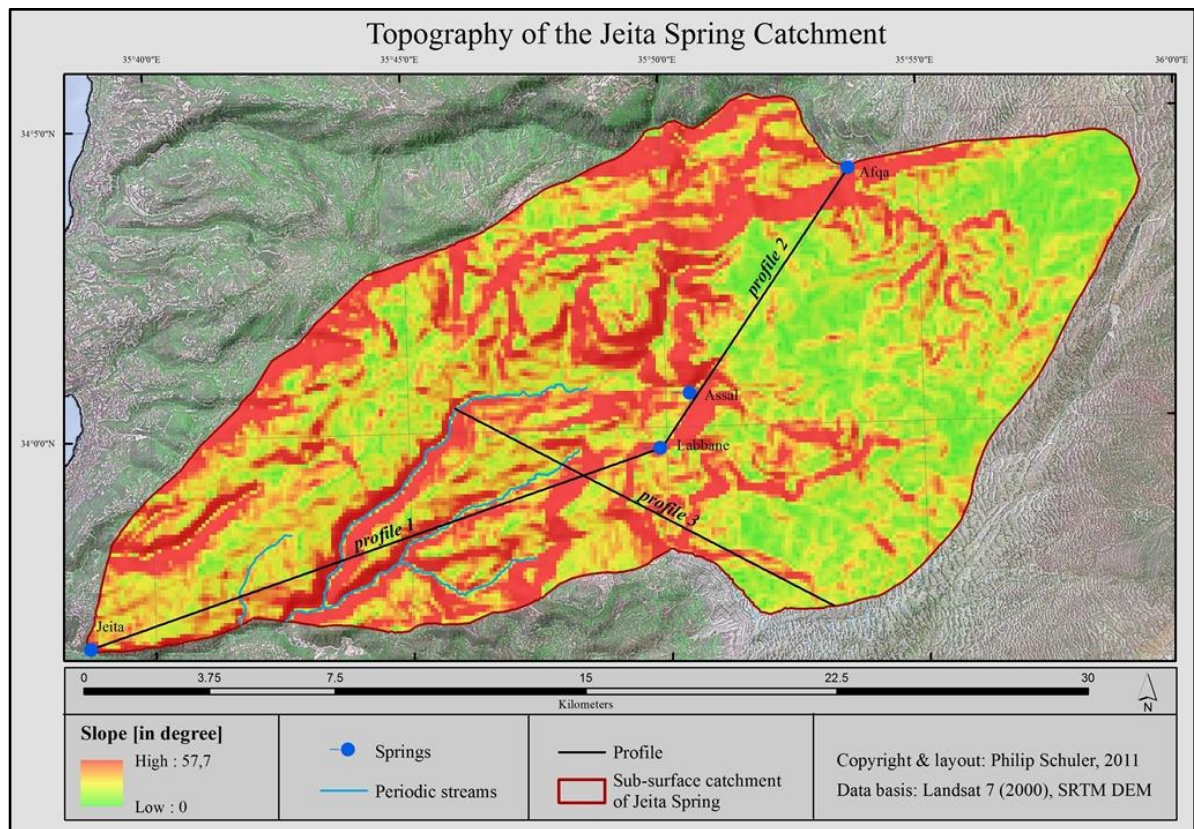 Topography of the Jeita Spring Catchment
35°40'0"E
35°45'0"E
35°50'0"E
35°55'0"E
36°0'0"E
34°5'0"N
34°0'0"N
Afqa
profile 2
Assal
Labbane
profile 3
profile 1
Jeita
0
3.75
7.5
15
22.5
30
Kilometers
N
Slope [in degree]
High : 57,7
Low : 0
Springs
Periodic streams
Profile
Sub-surface catchment
of Jeita Spring
Copyright & layout: Philip Schuler, 2011
Data basis: Landsat 7 (2000), SRTM DEM